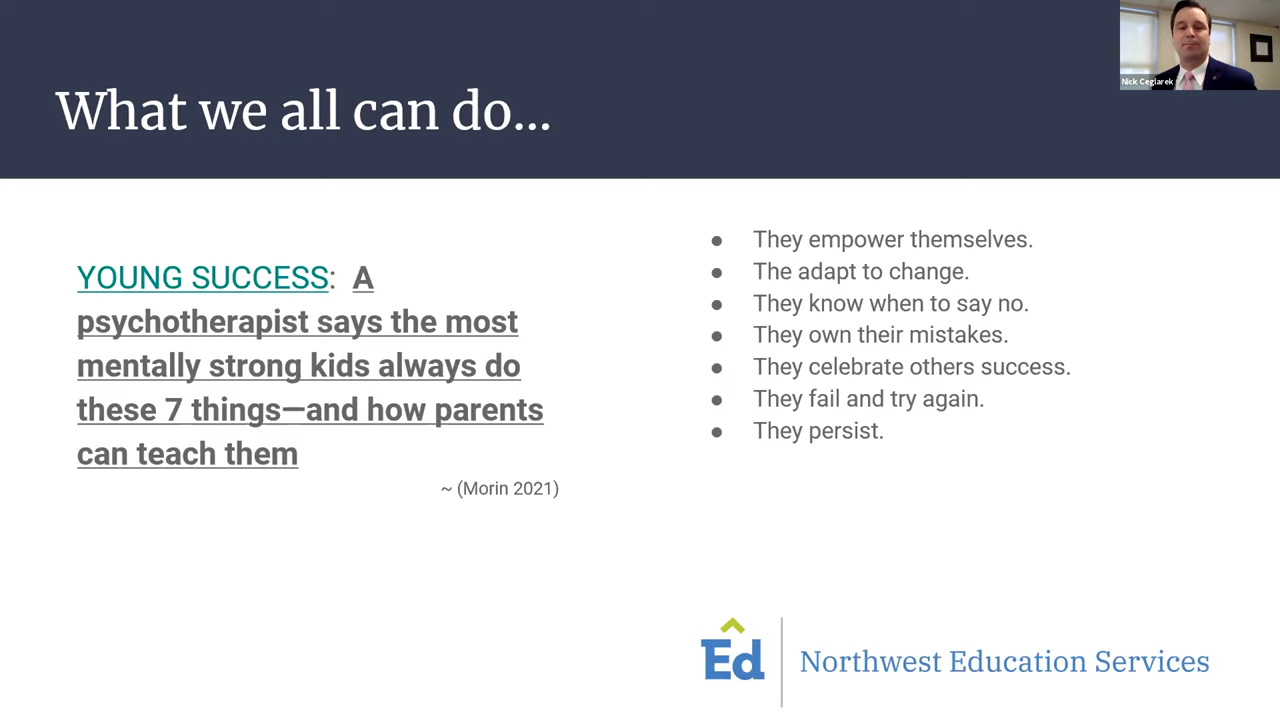 Nick Ceglarek
What we all can do...
YOUNG SUCCESS: A
psychotherapist says the most
mentally strong kids always do
these 7 things—and how parents
can teach them
~ (Morin 2021)
● They empower themselves.
● The adapt to change.
● They know when to say no.
● They own their mistakes.
● They celebrate others success.
● They fail and try again.
● They persist.
Ed
Northwest Education Services